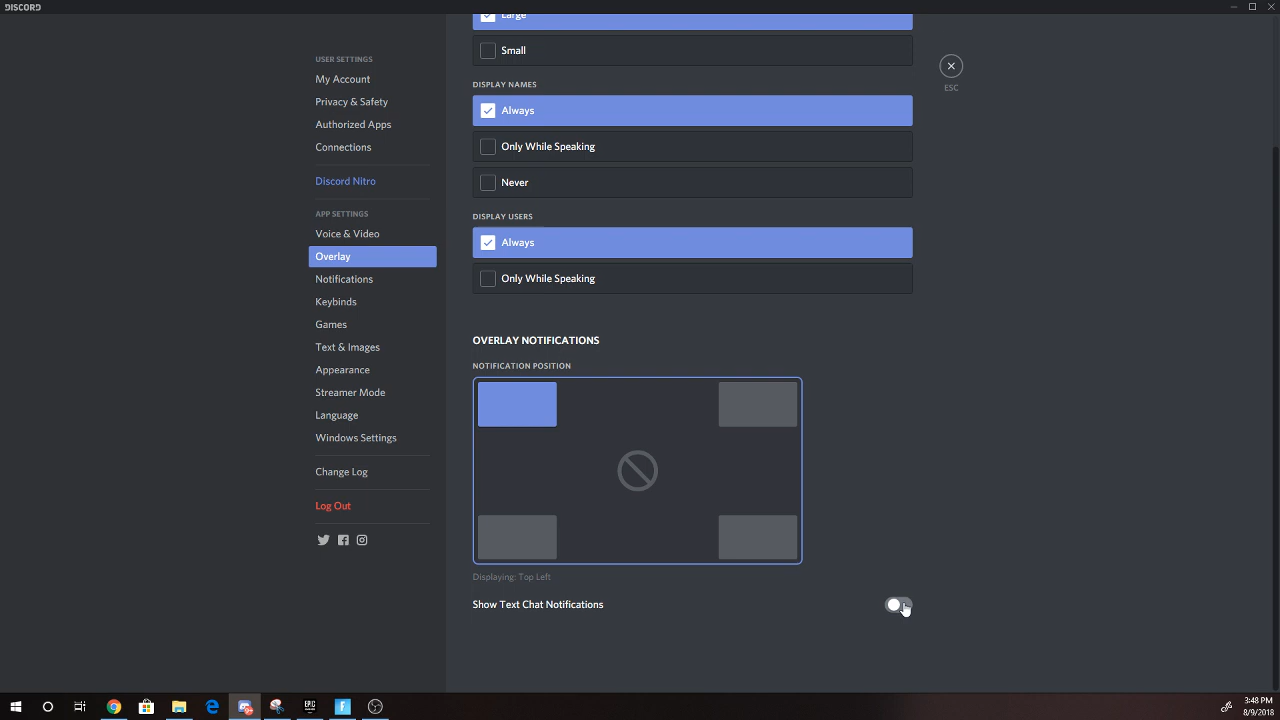 DISCORD
Large
Small
ESC
USER SETTINGS
My Account
Privacy & Safety
Authorized Apps
Connections
Discord Nitro
APP SETTINGS
Voice & Video
Overlay
Notifications
Keybinds
Games
Text & Images
Appearance
Streamer Mode
Language
Windows Settings
Change Log
Log Out
DISPLAY NAMES
Always
Only While Speaking
Never
DISPLAY USERS
Always
Only While Speaking
OVERLAY NOTIFICATIONS
NOTIFICATION POSITION
Displaying: Top Left
Show Text Chat Notifications
EPIC
3:48 PM
8/9/2018